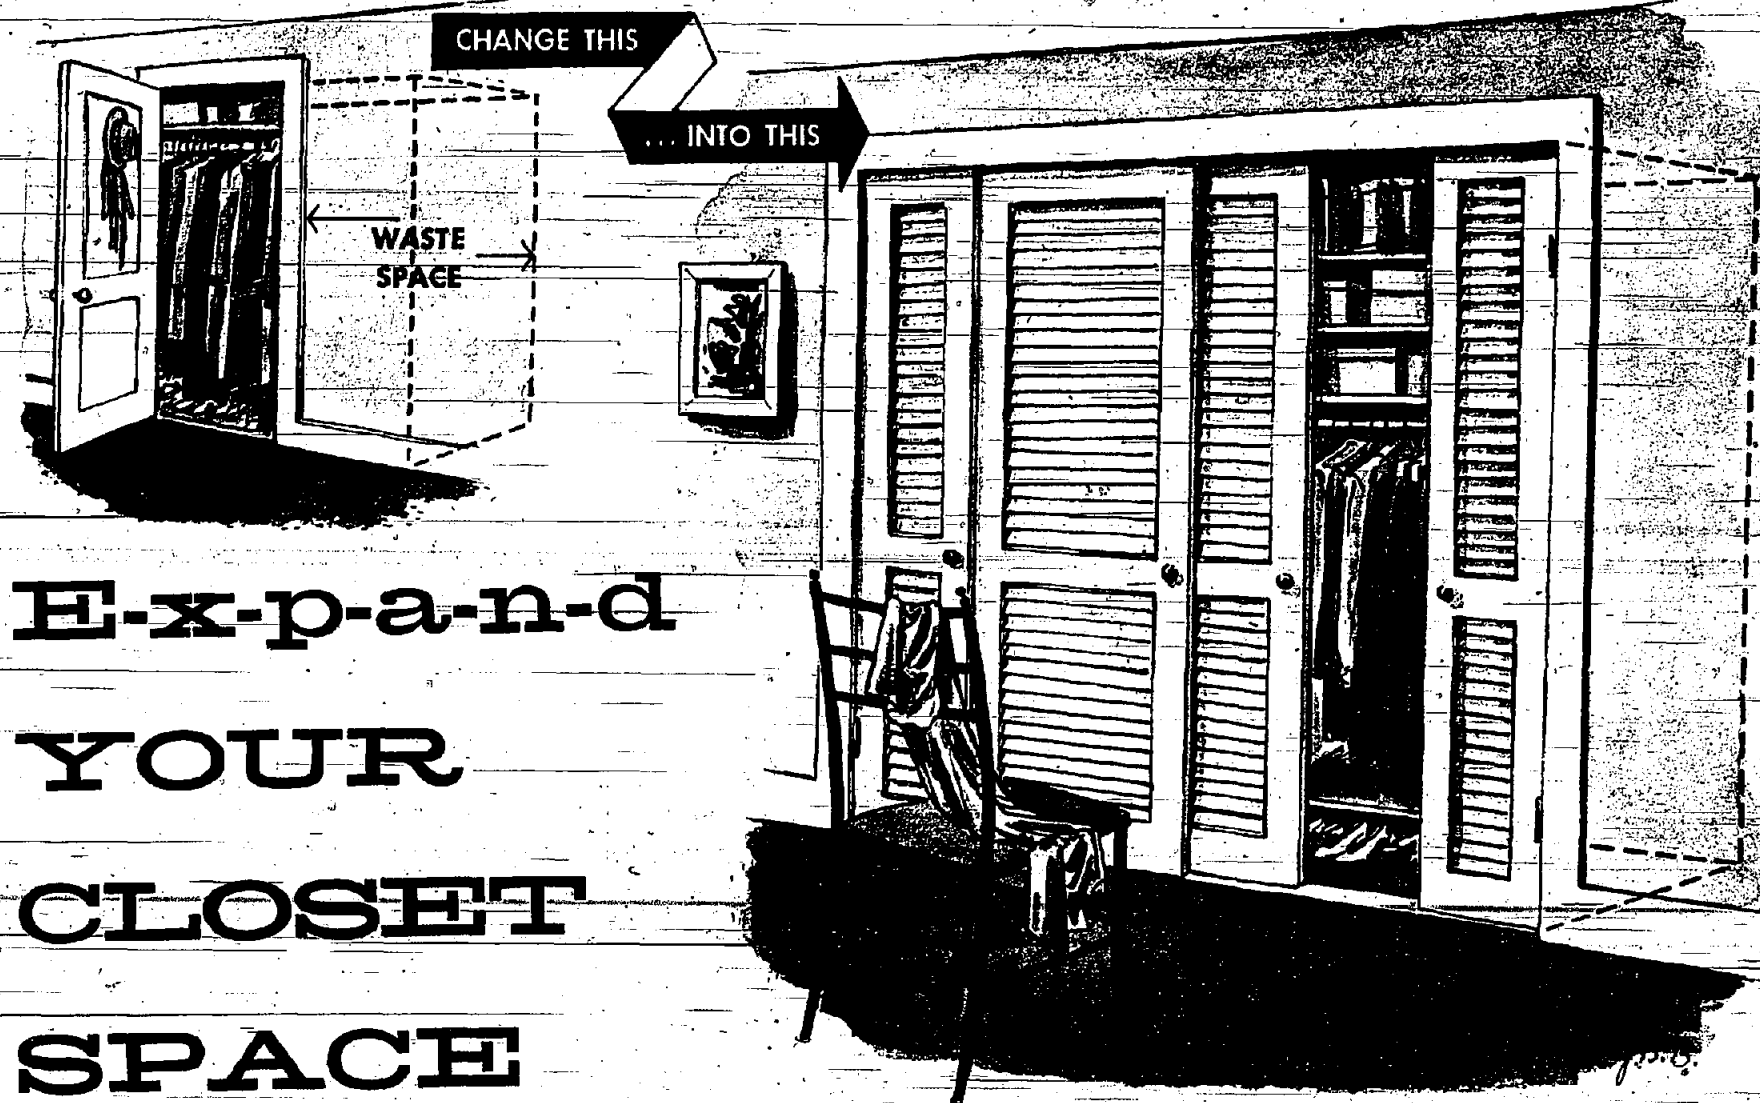 CHANGE THIS
... INTO THIS
WASTE
SPACE
E-x-p-a-n-d
YOUR
CLOSET
SPACE